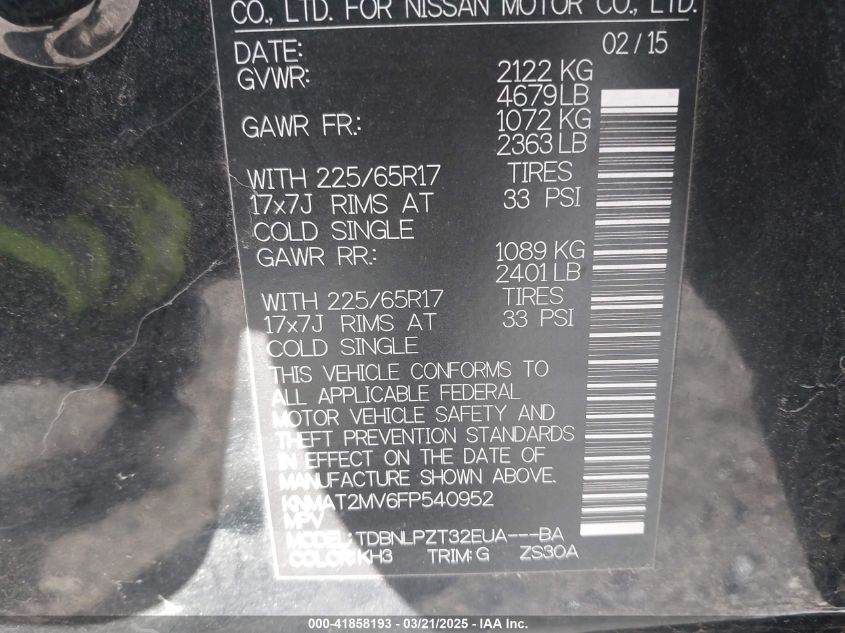 CO., LTD. FOR NISSAN MOTOR CO., LTD.
DATE: 02 / 15
GVWR: 2122 KG
4679 LB
GAWR FR.: 1072 KG
2363 LB
WITH 225/65R17 TIRES
17x7J RIMS AT 33 PSI
COLD SINGLE
GAWR RR.: 1089 KG
2401 LB
WITH 225/65R17 TIRES
17x7J RIMS AT 33 PSI
COLD SINGLE
THIS VEHICLE CONFORMS TO
ALL APPLICABLE FEDERAL
MOTOR VEHICLE SAFETY AND
THEFT PREVENTION STANDARDS
IN EFFECT ON THE DATE OF
MANUFACTURE SHOWN ABOVE.
KNMAT2MV6FP540952
MPV
MODEL: TDBNLPZT32EUA---BA
COLOR: KH3 TRIM: G ZS30A
000-41858193 - 03/21/2025 - IAA Inc.